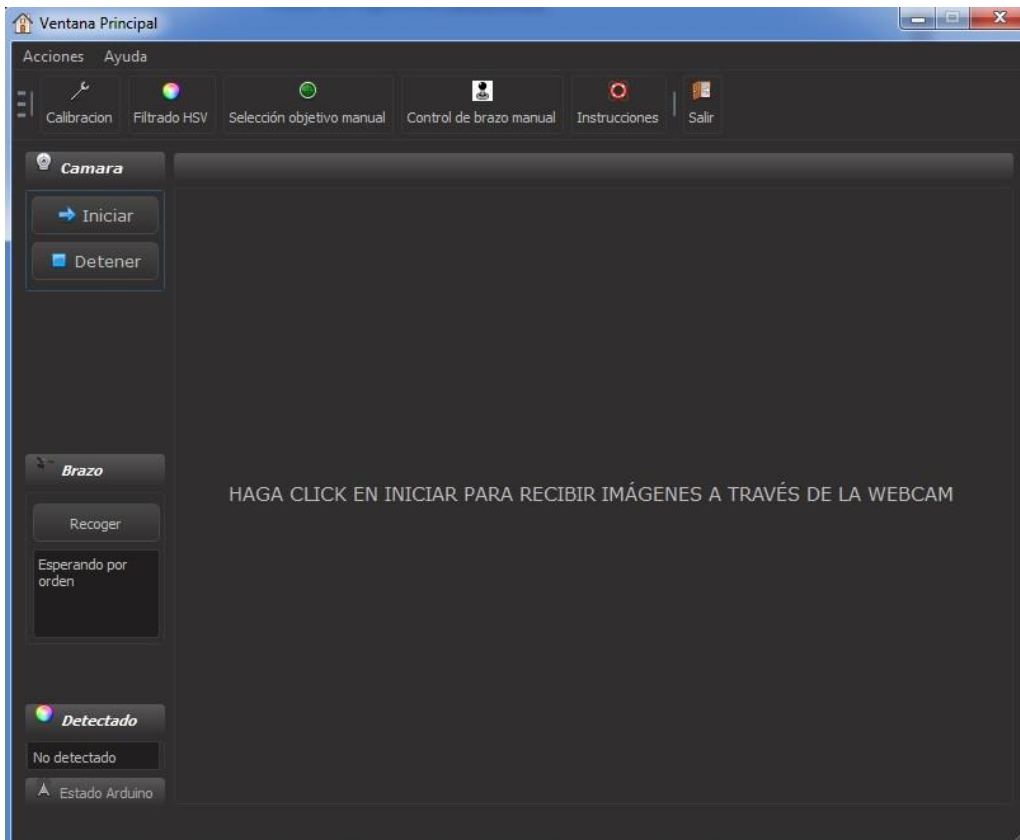 Ventana Principal
Acciones Ayuda
Calibracion Filtrado HSV Selección objetivo manual Control de brazo manual Instrucciones Salir
Camara
Iniciar
Detener
Brazo
HAGA CLICK EN INICIAR PARA RECIBIR IMÁGENES A TRAVÉS DE LA WEBCAM
Recoger
Esperando por
orden
Detectado
No detectado
Estado Arduino